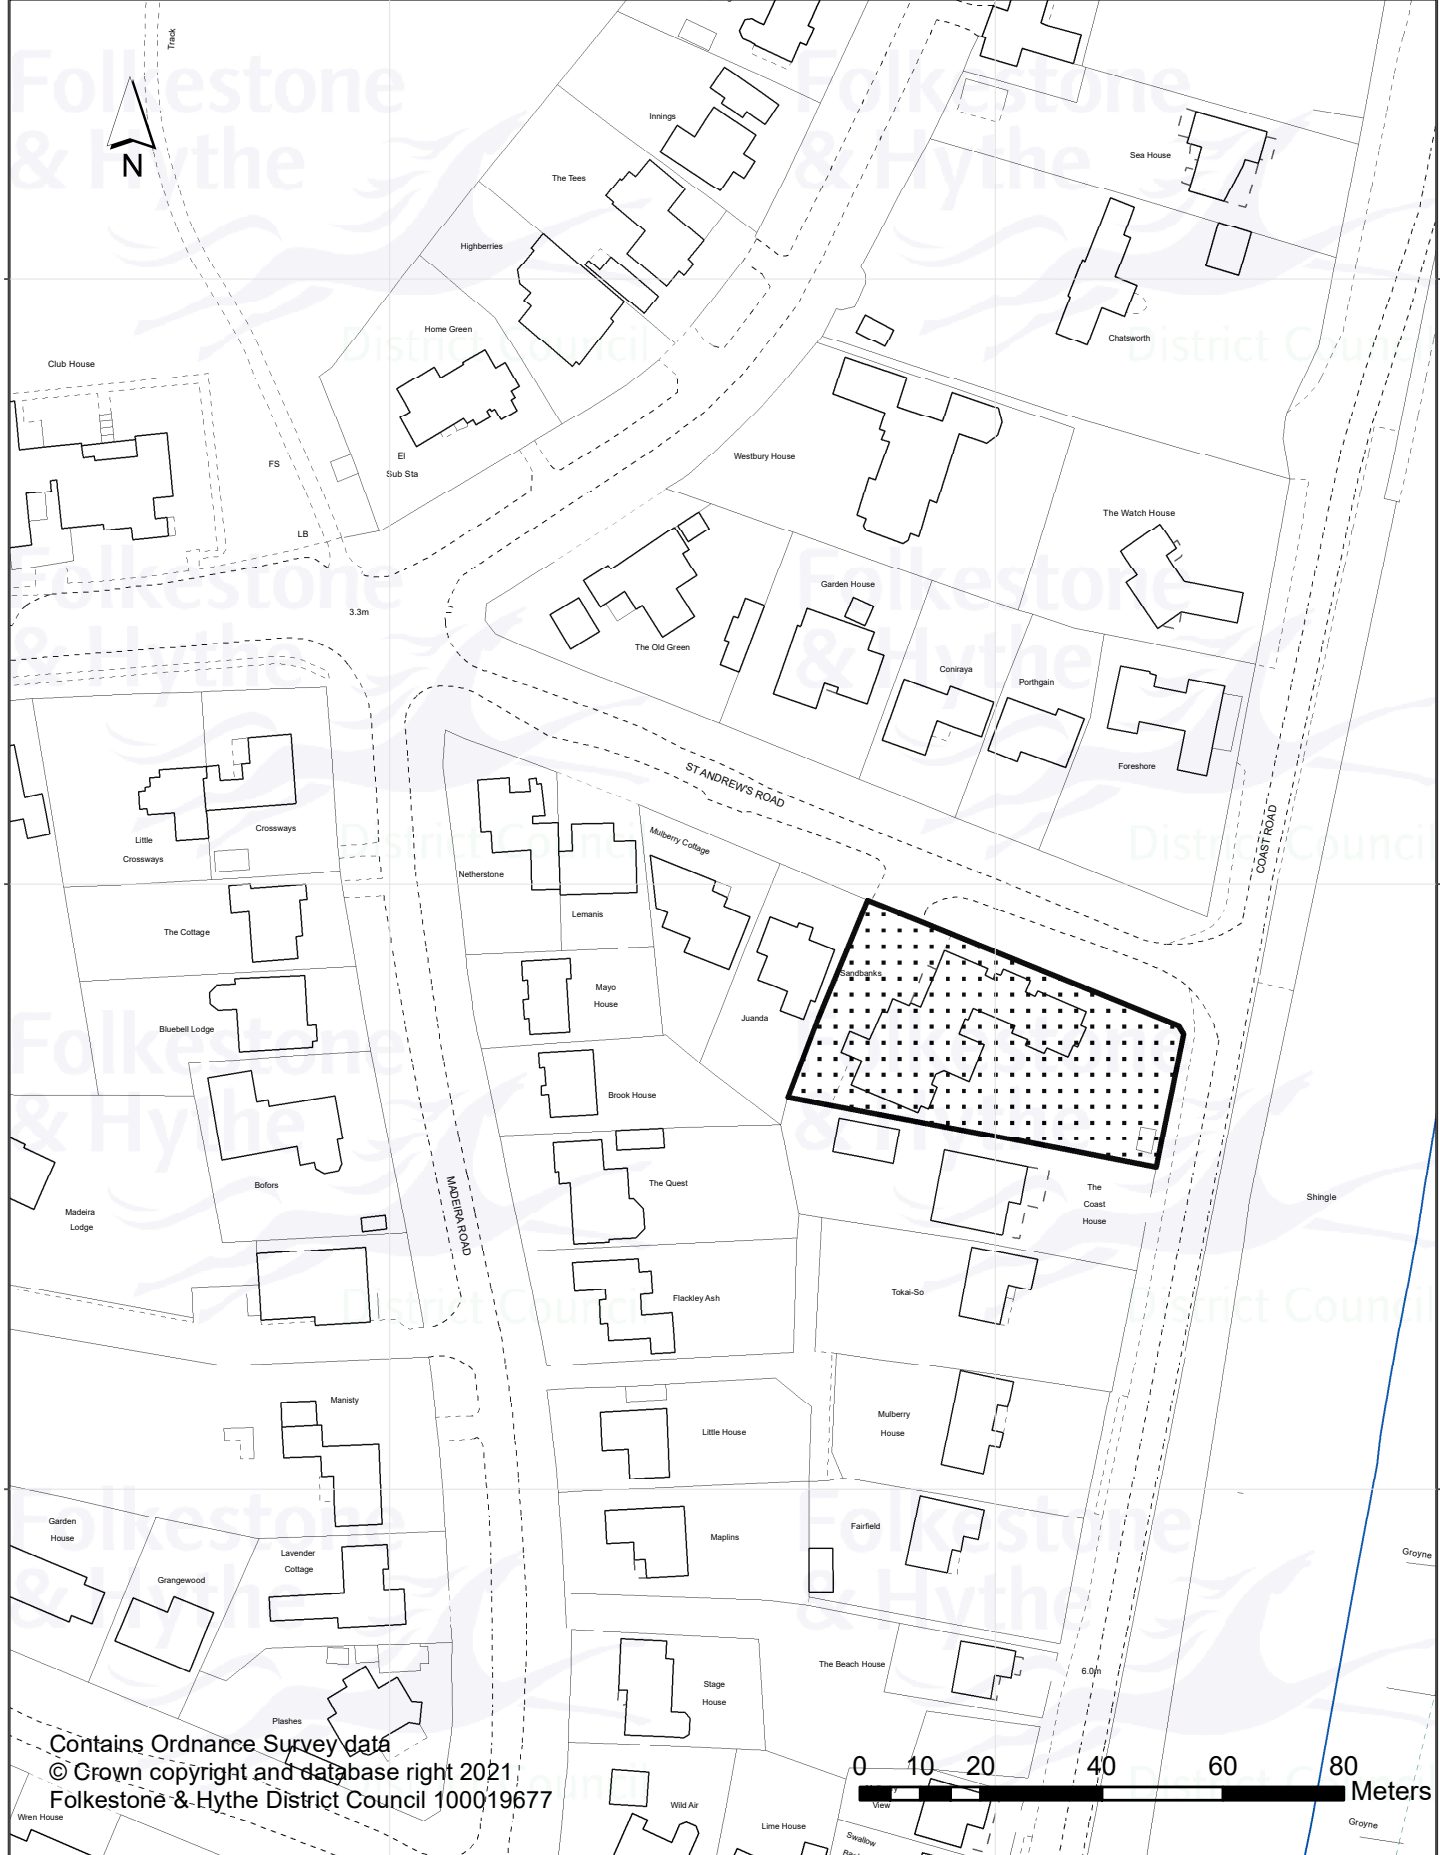 Track
Folkestone
& Hythe
District Council
N
Innings
The Tees
Highberries
Home Green
Club House
El
Sub Sta
FS
LB
3.3m
Sea House
Chatsworth
Westbury House
The Watch House
Garden House
The Old Green
Coniraya
Porthgain
Foreshore
ST ANDREW'S ROAD
COAST ROAD
Little
Crossways
Crossways
Netherstone
Mulberry Cottage
Lemanis
The Cottage
Sandbanks
Mayo
House
Juanda
Bluebell Lodge
Brook House
Bofors
The Quest
The
Coast
House
Shingle
Madeira
Lodge
MADEIRA ROAD
Flackley Ash
Tokai-So
Manisty
Little House
Mulberry
House
Garden
House
Lavender
Cottage
Grangewood
Maplins
Fairfield
Groyne
The Beach House
6.0m
Stage
House
Plashes
Contains Ordnance Survey data
© Crown copyright and database right 2021
Folkestone & Hythe District Council 100019677
0 10 20 40 60 80
Meters
View
Wren House
Wild Air
Lime House
Swallow
Groyne